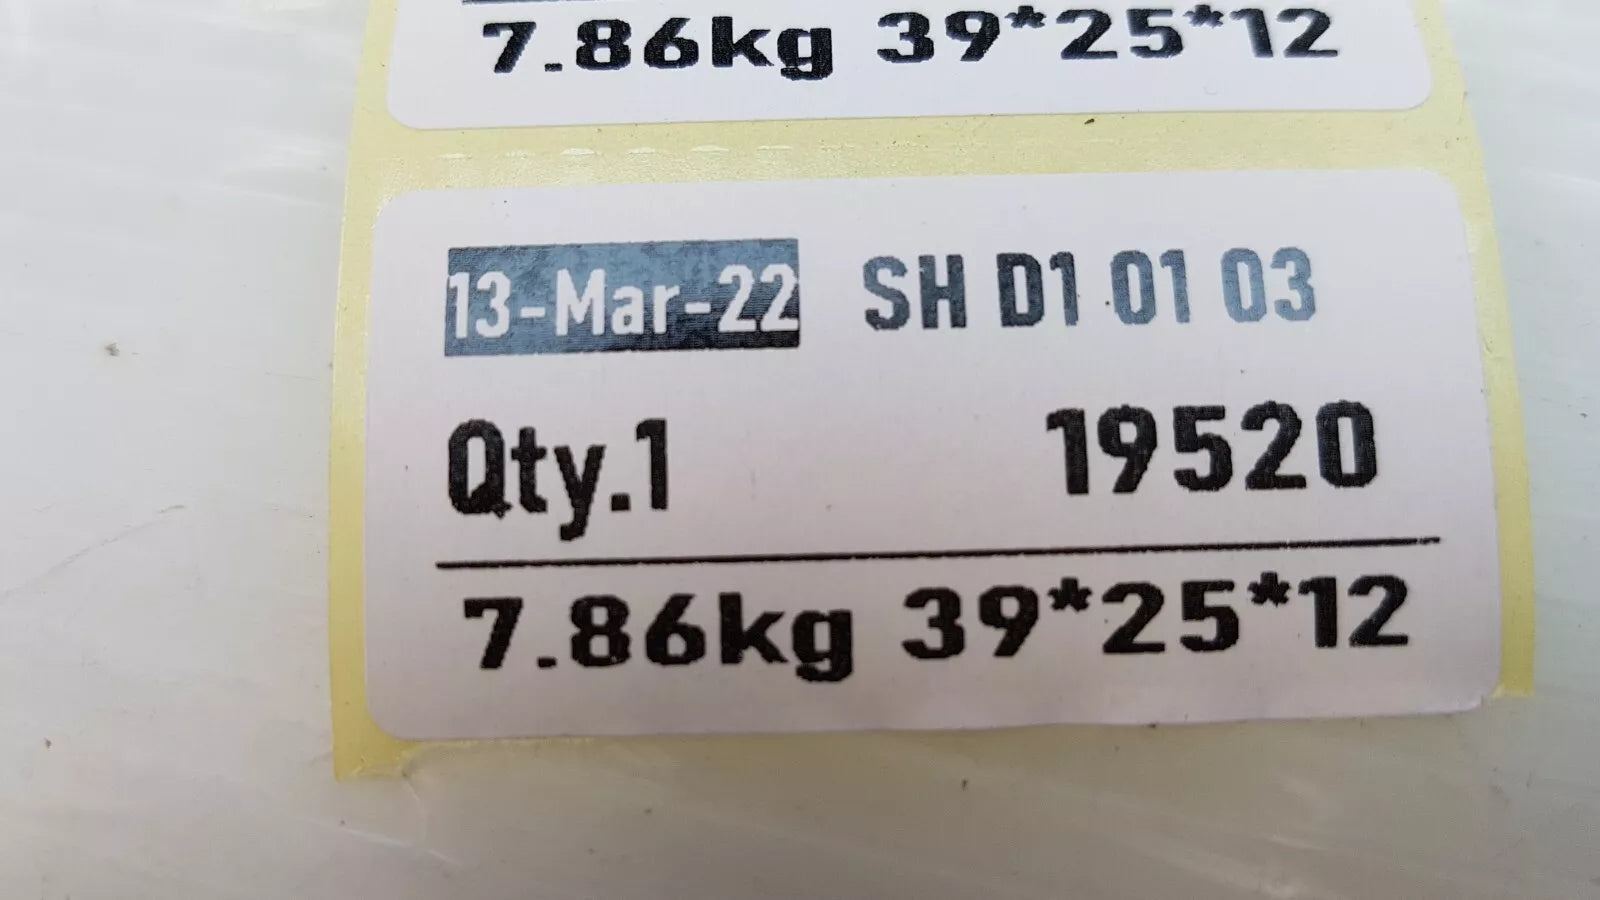 7.86kg 39*25*12
13-Mar-22 SH D1 01 03
Qty.1 19520
7.86kg 39*25*12